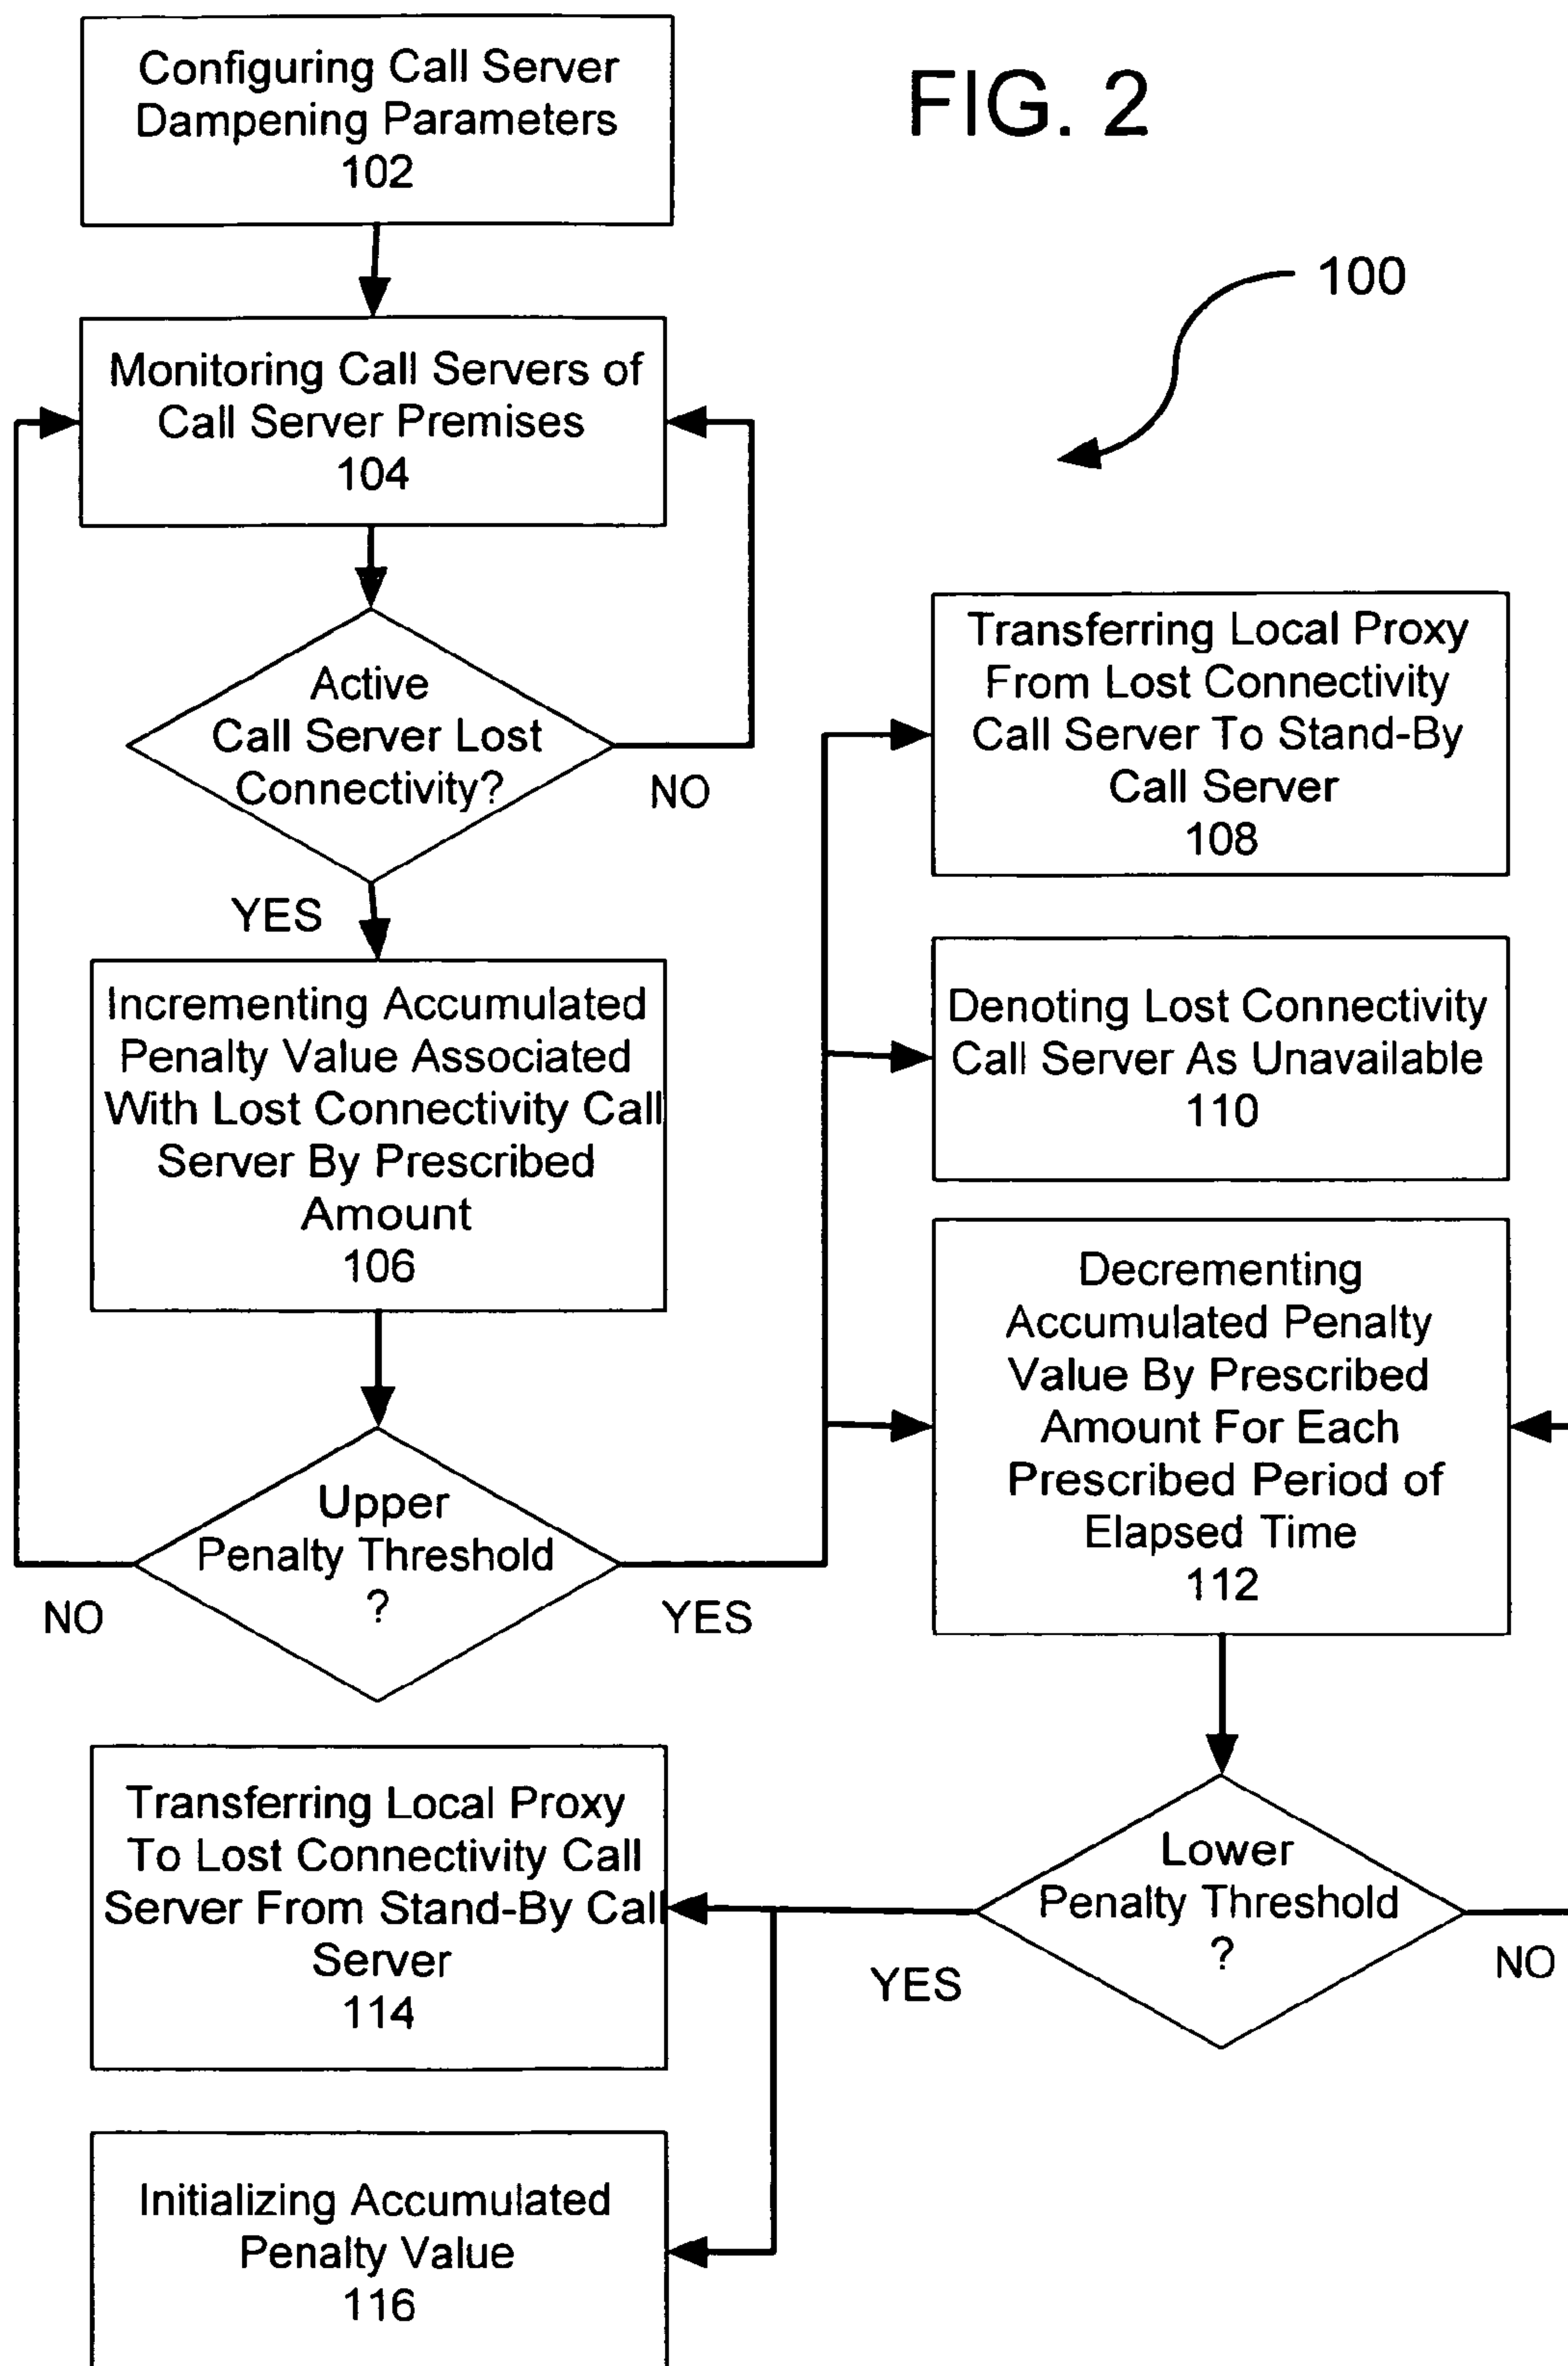 Configuring Call Server
Dampening Parameters
102
FIG. 2
100
Monitoring Call Servers of
Call Server Premises
104
Active
Call Server Lost
Connectivity?
NO
YES
Incrementing Accumulated
Penalty Value Associated
With Lost Connectivity Call
Server By Prescribed
Amount
106
Upper
Penalty Threshold
?
NO
YES
Transferring Local Proxy
From Lost Connectivity
Call Server To Stand-By
Call Server
108
Denoting Lost Connectivity
Call Server As Unavailable
110
Decrementing
Accumulated Penalty
Value By Prescribed
Amount For Each
Prescribed Period of
Elapsed Time
112
Lower
Penalty Threshold
?
YES
NO
Transferring Local Proxy
To Lost Connectivity Call
Server From Stand-By Call
Server
114
Initializing Accumulated
Penalty Value
116